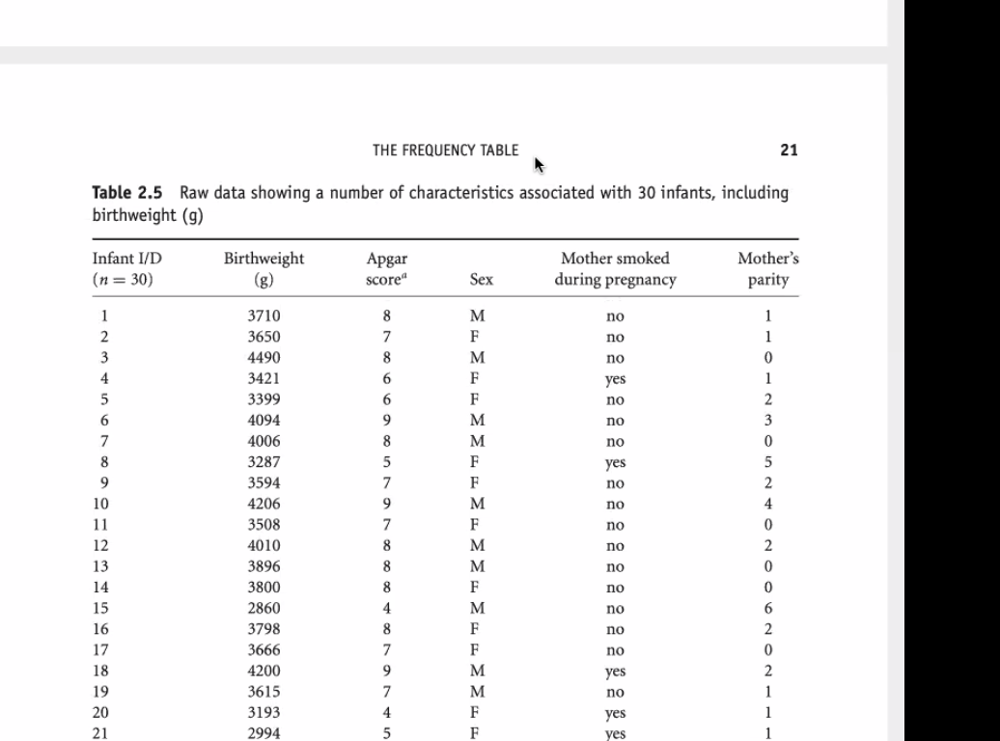 THE FREQUENCY TABLE 21
Table 2.5 Raw data showing a number of characteristics associated with 30 infants, including
birthweight (g)
Infant I/D Birthweight Apgar Mother smoked Mother's
(n = 30) (g) scoreᵃ Sex during pregnancy parity
1 3710 8 M no 1
2 3650 7 F no 1
3 4490 8 M no 0
4 3421 6 F yes 1
5 3399 6 F no 2
6 4094 9 M no 3
7 4006 8 M no 0
8 3287 5 F yes 5
9 3594 7 F no 2
10 4206 9 M no 4
11 3508 7 F no 0
12 4010 8 M no 2
13 3896 8 M no 0
14 3800 8 F no 0
15 2860 4 M no 6
16 3798 8 F no 2
17 3666 7 F no 0
18 4200 9 M yes 2
19 3615 7 M no 1
20 3193 4 F yes 1
21 2994 5 F yes 1